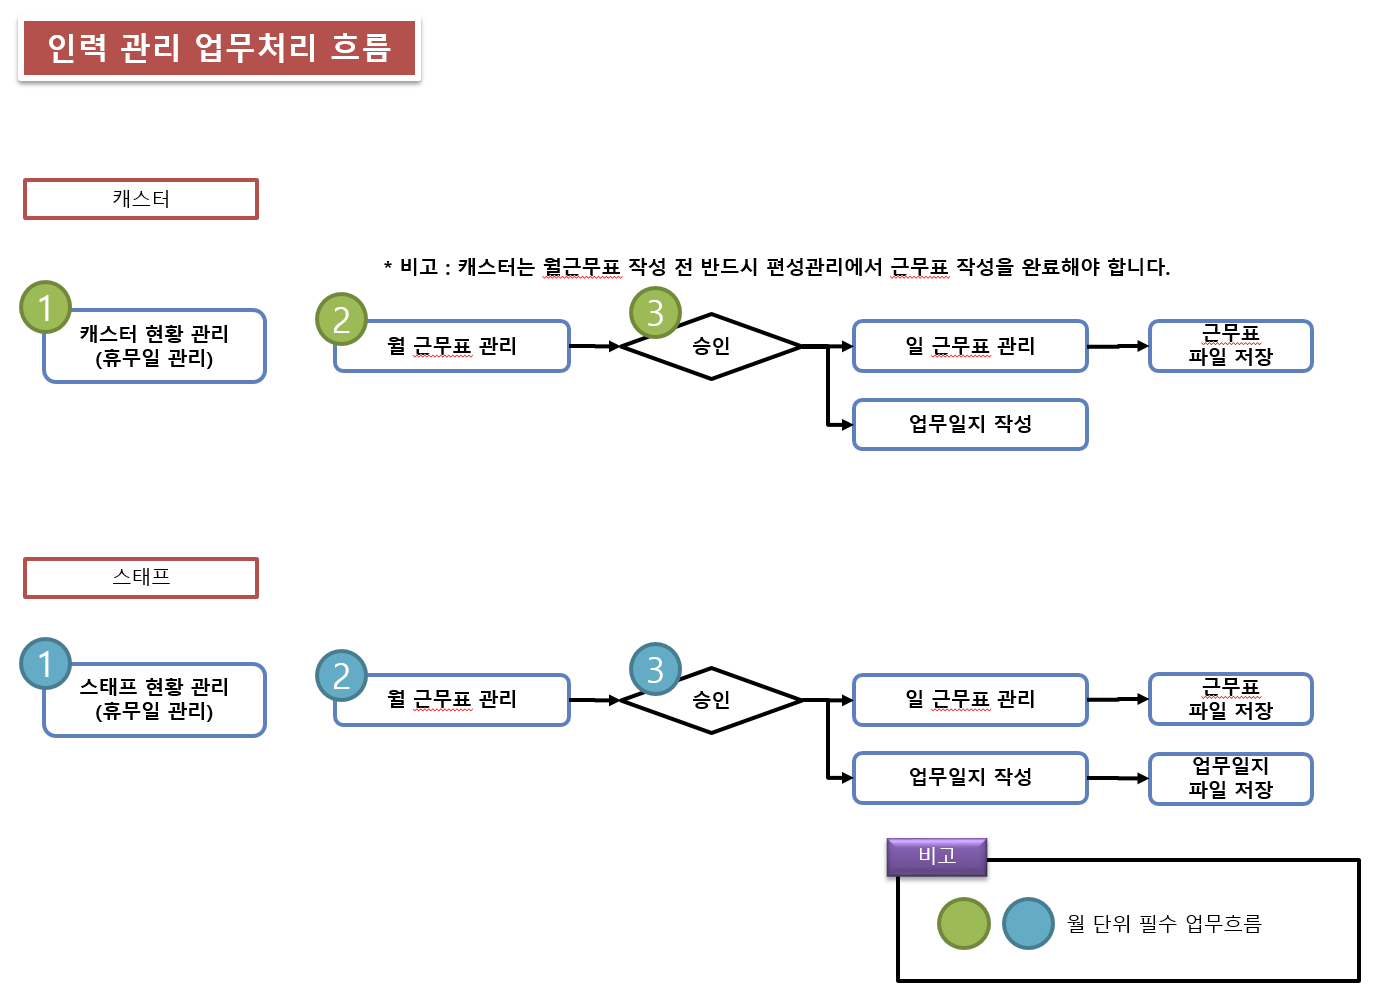 인력 관리 업무처리 흐름
캐스터
* 비고 : 캐스터는 월근무표 작성 전 반드시 편성관리에서 근무표 작성을 완료해야 합니다.
1
캐스터 현황 관리
(휴무일 관리)
2
월 근무표 관리
3
승인
일 근무표 관리
근무표
파일 저장
업무일지 작성
스태프
1
스태프 현황 관리
(휴무일 관리)
2
월 근무표 관리
3
승인
일 근무표 관리
근무표
파일 저장
업무일지 작성
업무일지
파일 저장
비고
월 단위 필수 업무흐름